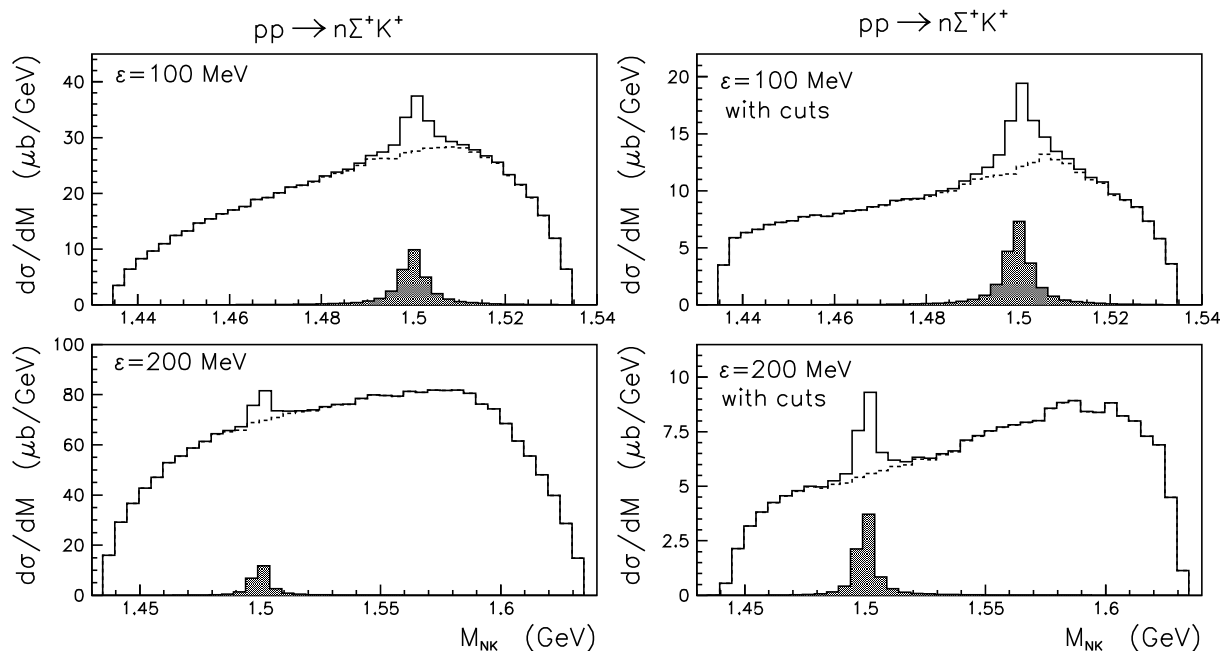 pp → nΣ⁺K⁺
dσ/dM (μb/GeV)
ε=100 MeV
40
30
20
10
0
1.44 1.46 1.48 1.5 1.52 1.54
pp → nΣ⁺K⁺
dσ/dM (μb/GeV)
ε=100 MeV
with cuts
20
15
10
5
0
1.44 1.46 1.48 1.5 1.52 1.54
dσ/dM (μb/GeV)
ε=200 MeV
100
80
60
40
20
0
1.45 1.5 1.55 1.6
M_NK (GeV)
dσ/dM (μb/GeV)
ε=200 MeV
with cuts
10
7.5
5
2.5
0
1.45 1.5 1.55 1.6
M_NK (GeV)